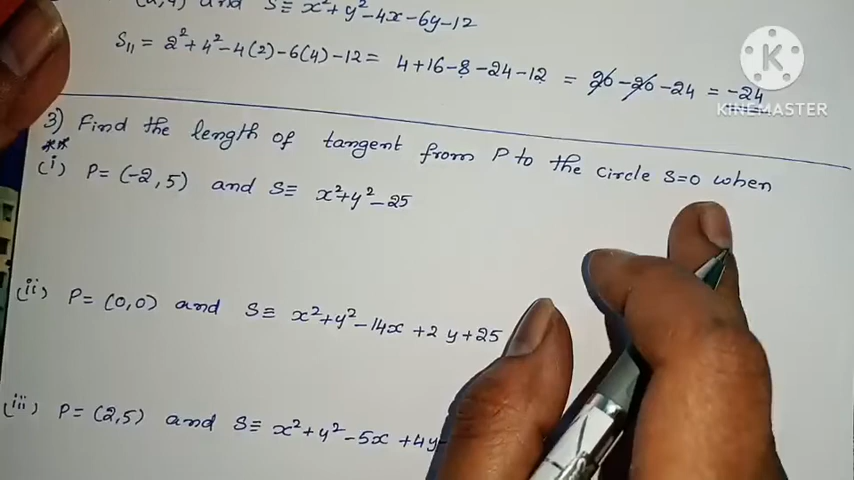 and S ≡ x²+y²-4x-6y-12
S₁₁ = 2²+4²-4(2)-6(4)-12 = 4+16-8-24-12 = 20-20-24 = -24
K
KINEMASTER
3) Find the length of tangent from P to the circle S=0 when
**
(i) P= (-2,5) and S≡ x²+y²-25
(ii) P= (0,0) and S≡ x²+y²-14x+2y+25
(iii) P= (2,5) and S≡ x²+y²-5x+4y-